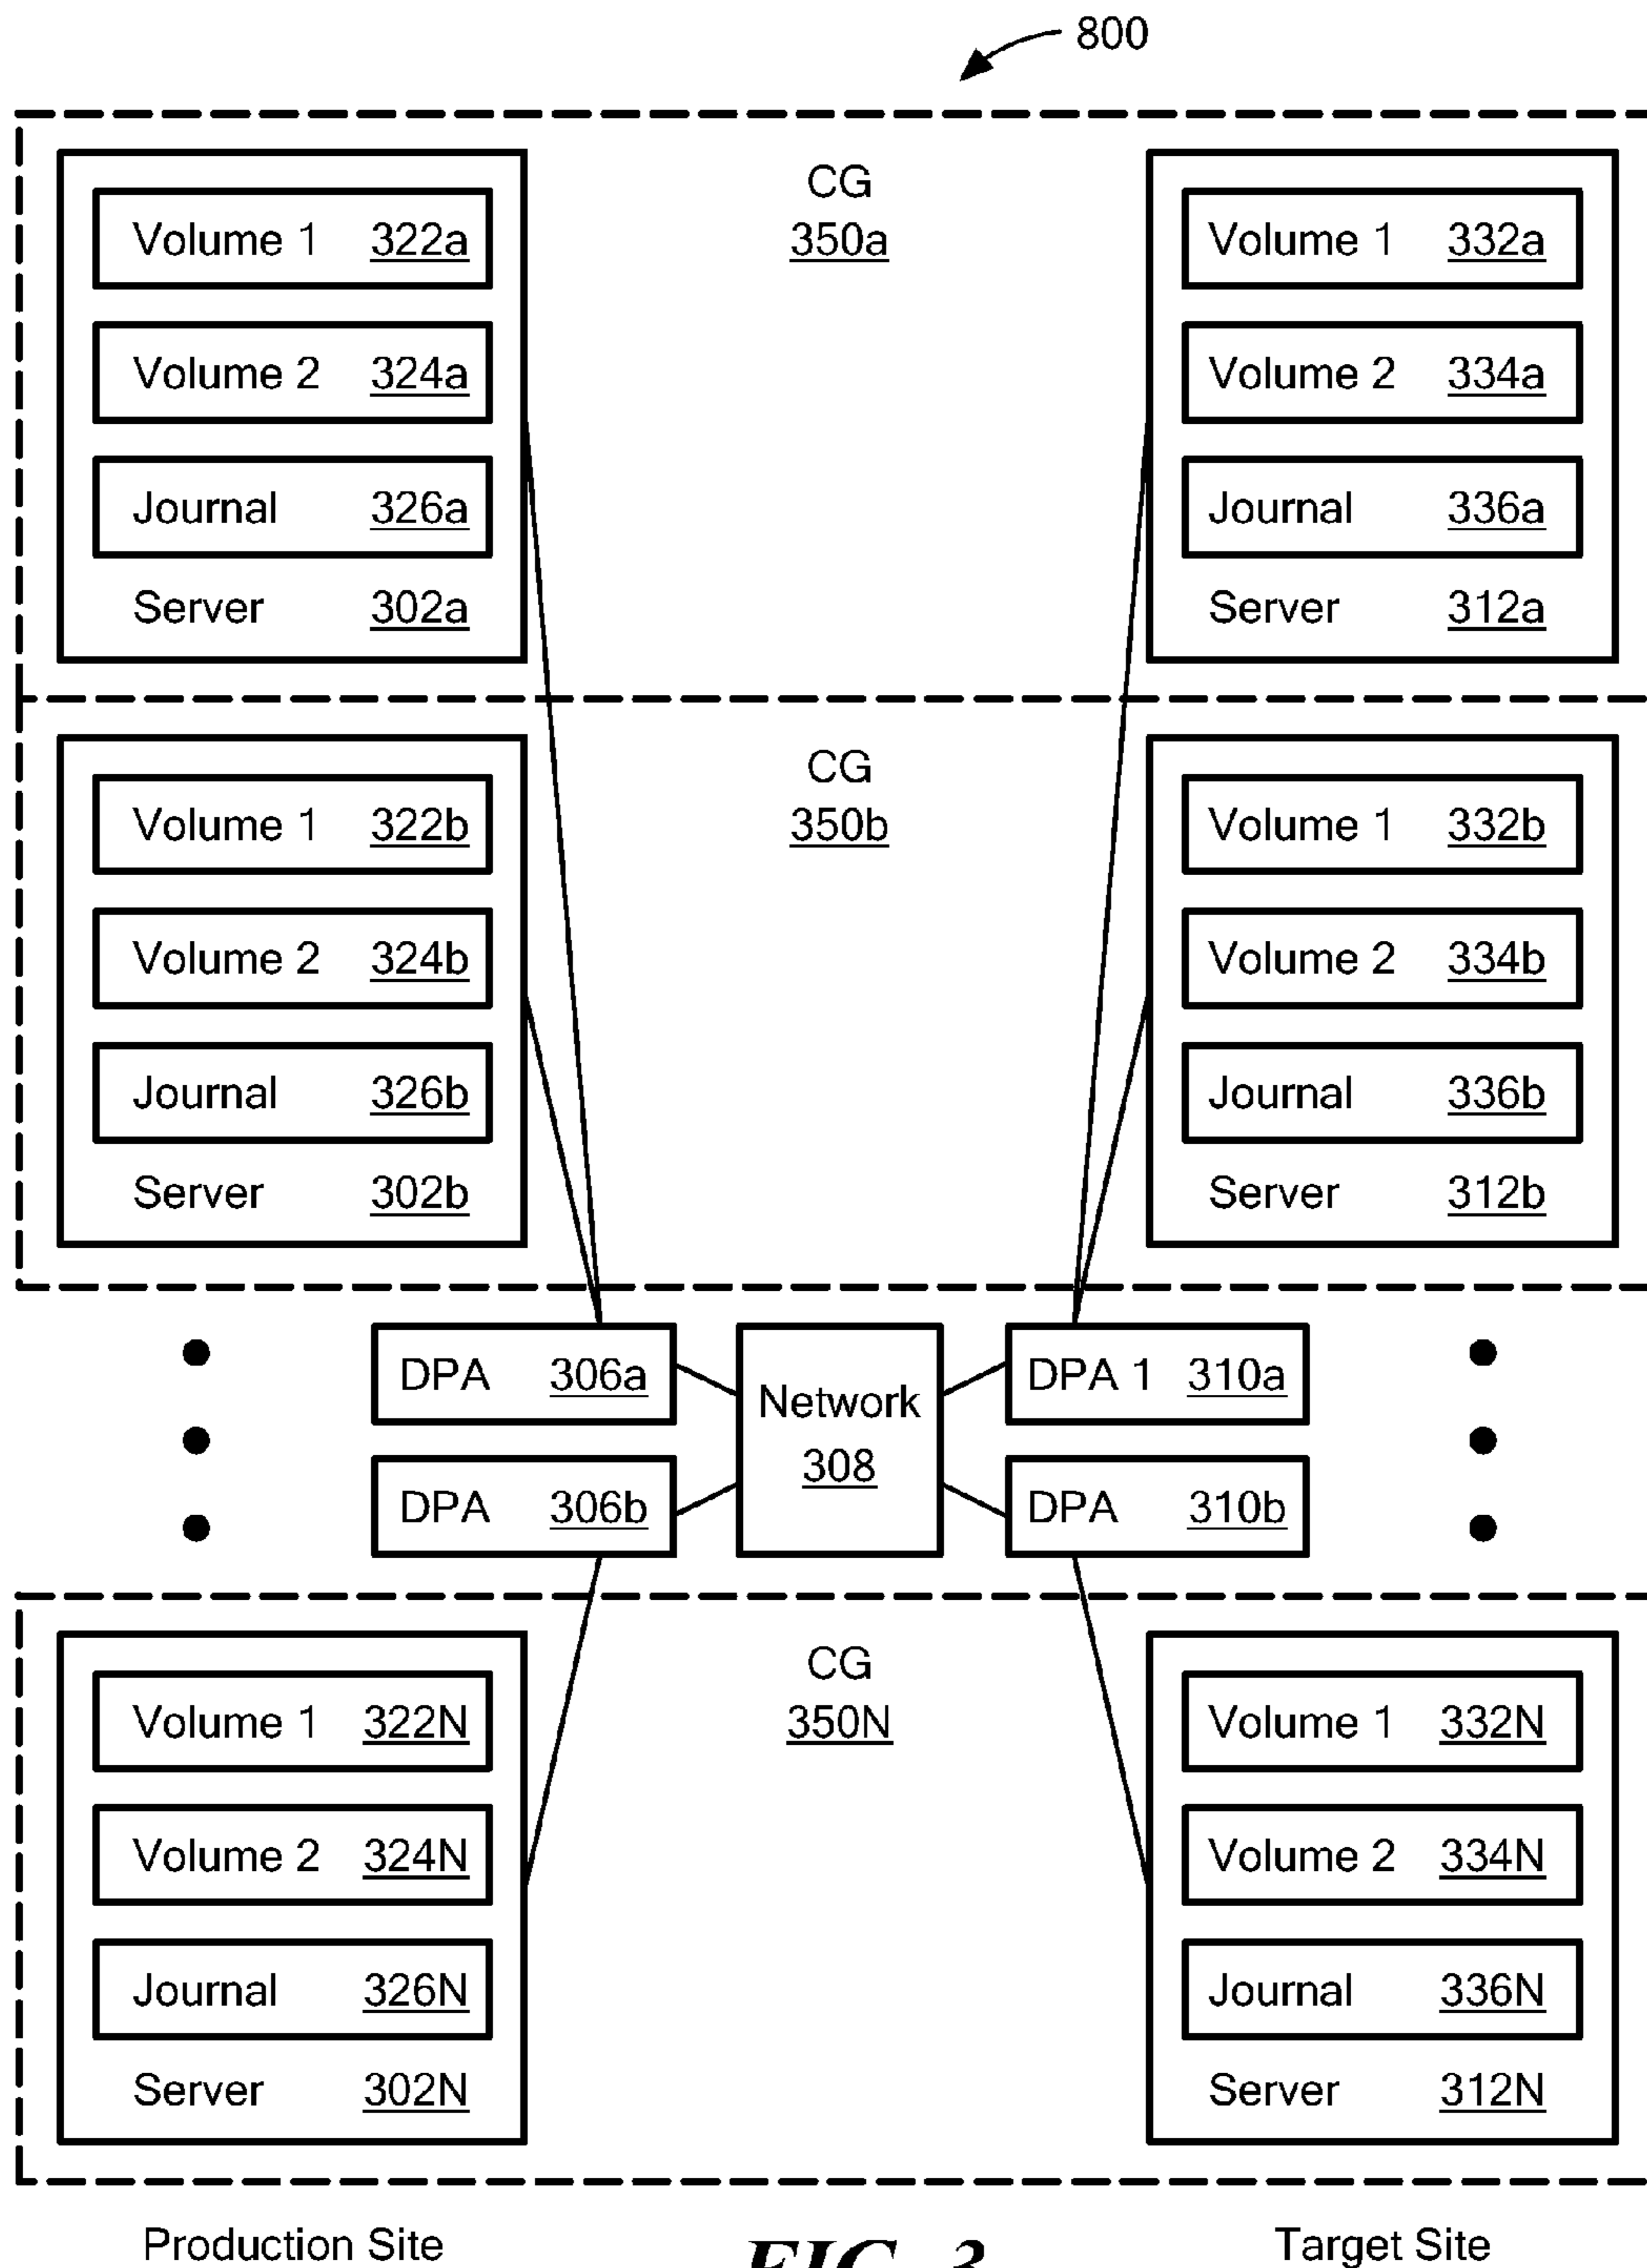 800
CG
350a
Volume 1 322a
Volume 2 324a
Journal 326a
Server 302a
Volume 1 332a
Volume 2 334a
Journal 336a
Server 312a
CG
350b
Volume 1 322b
Volume 2 324b
Journal 326b
Server 302b
Volume 1 332b
Volume 2 334b
Journal 336b
Server 312b
DPA 306a
DPA 306b
Network
308
DPA 1 310a
DPA 310b
CG
350N
Volume 1 322N
Volume 2 324N
Journal 326N
Server 302N
Volume 1 332N
Volume 2 334N
Journal 336N
Server 312N
Production Site
FIG. 3
Target Site